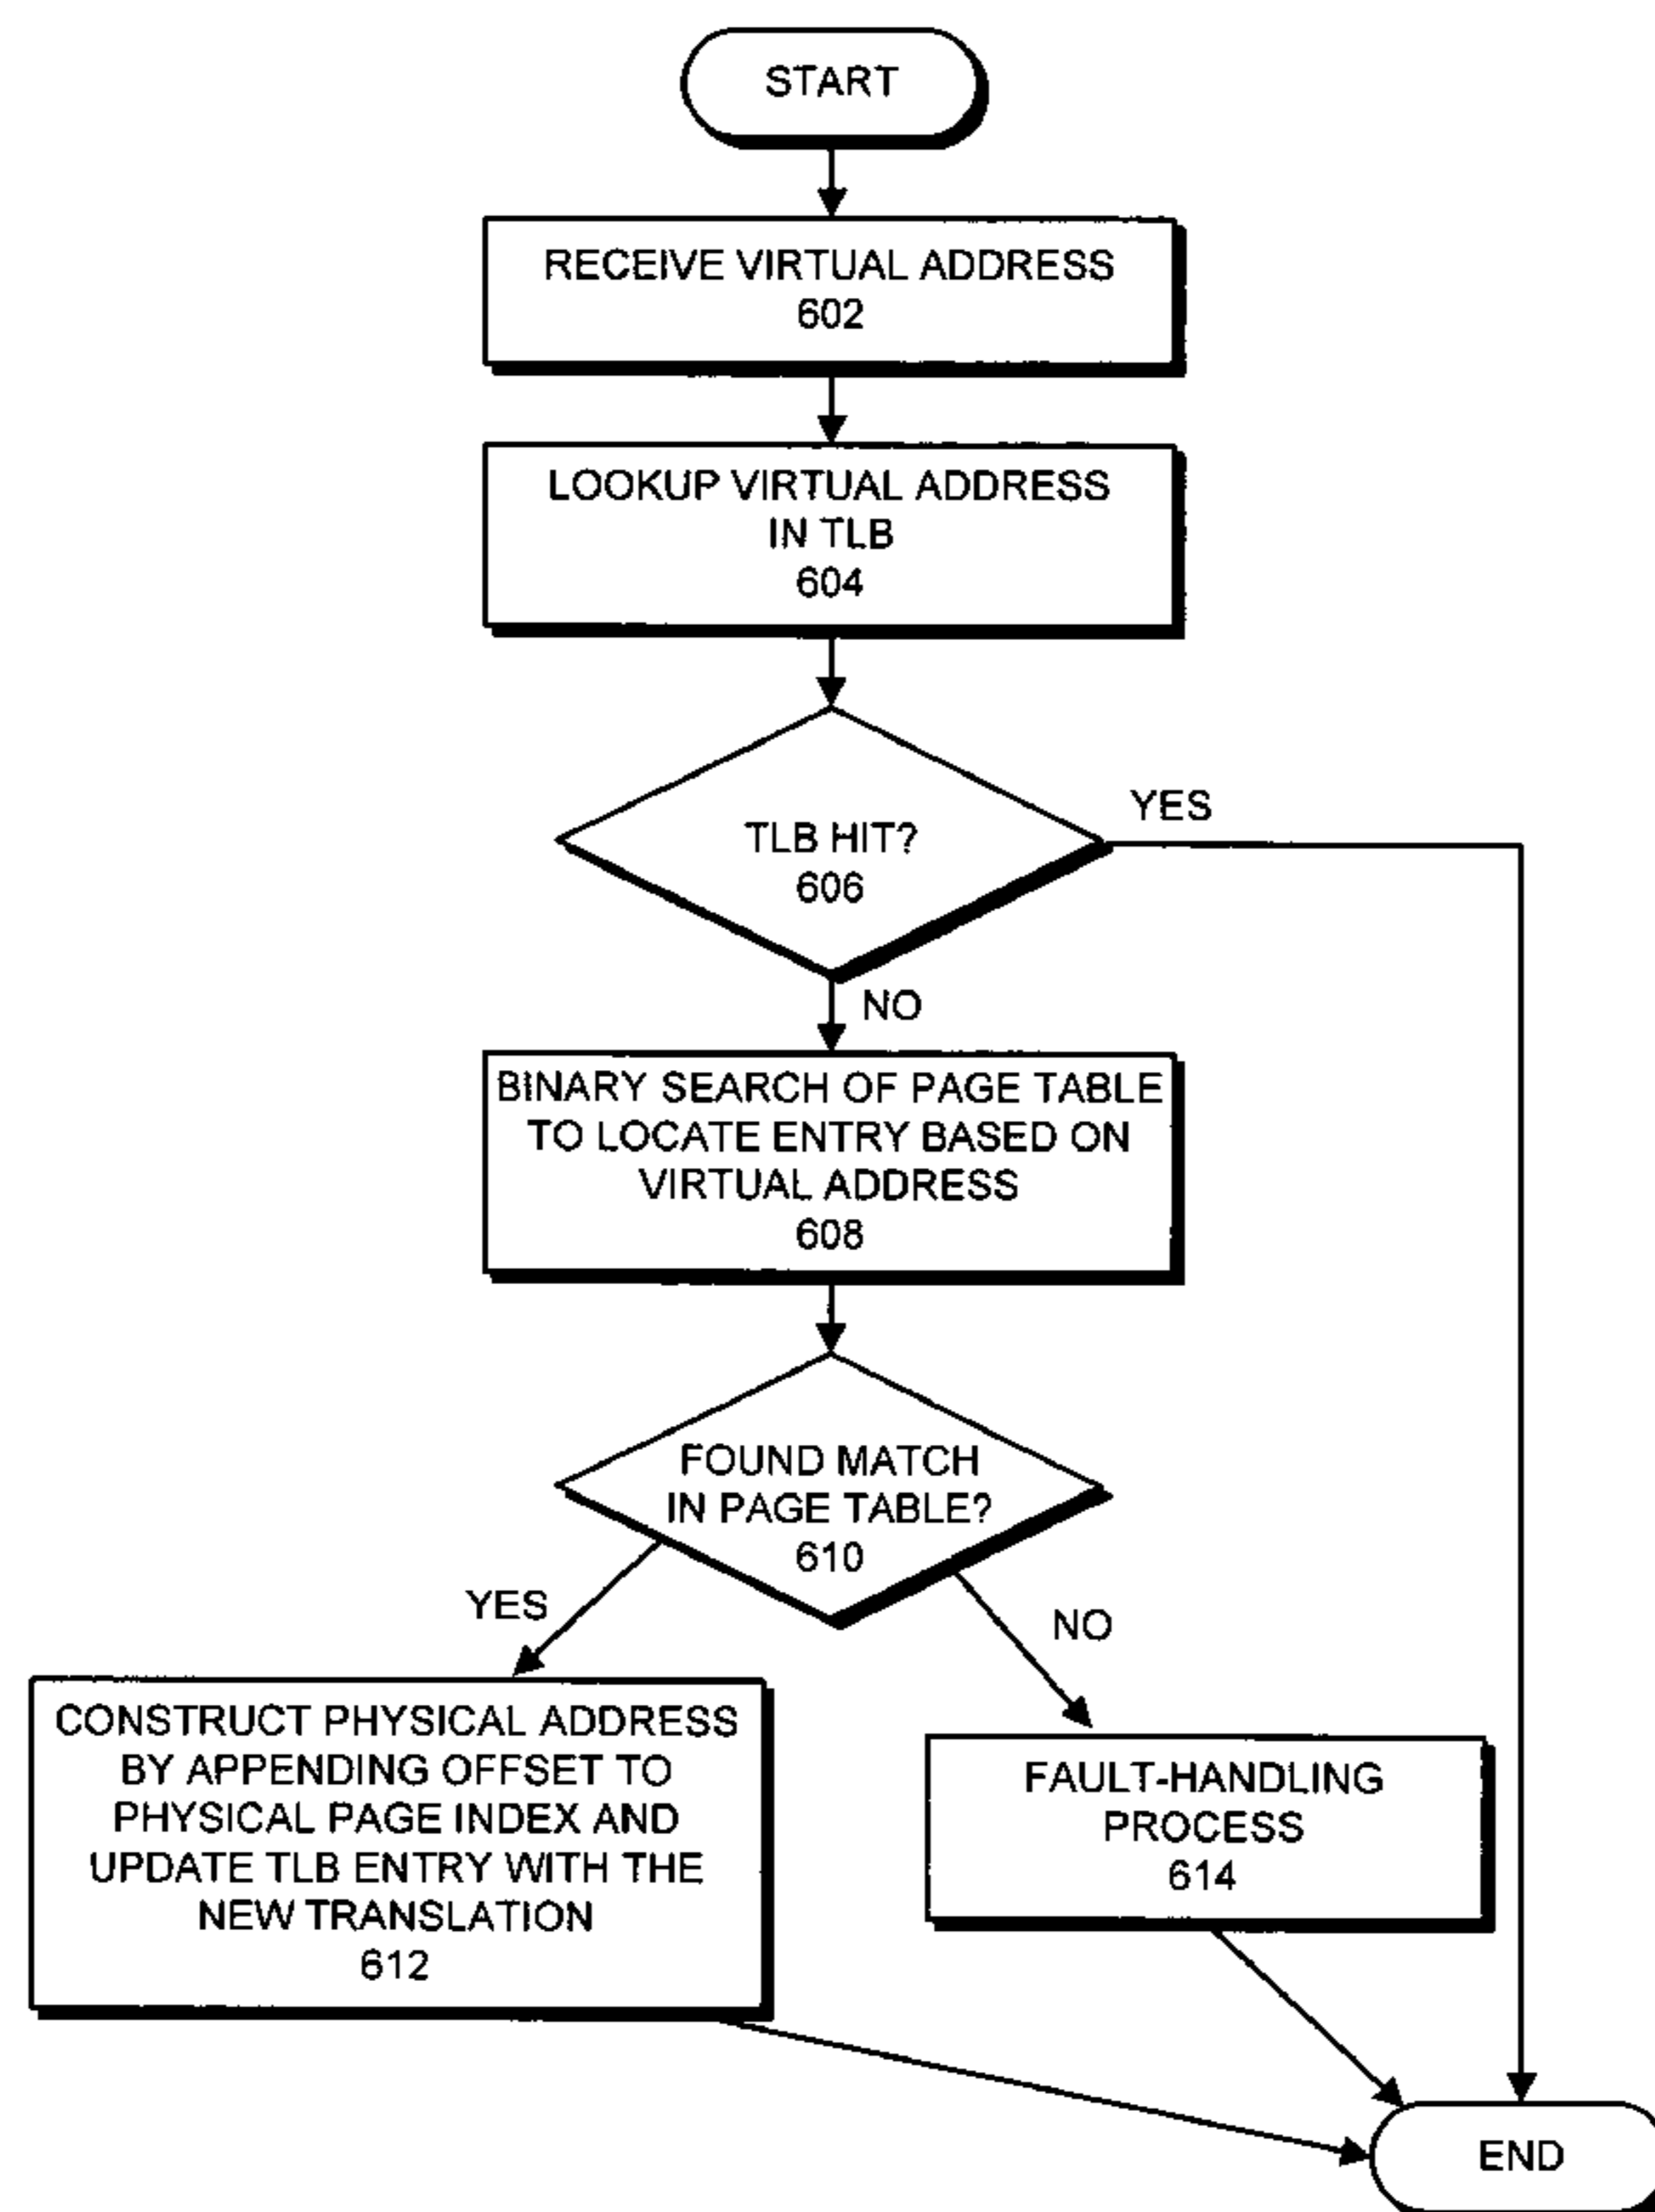 START
RECEIVE VIRTUAL ADDRESS
602
LOOKUP VIRTUAL ADDRESS
IN TLB
604
TLB HIT?
606
YES
NO
BINARY SEARCH OF PAGE TABLE
TO LOCATE ENTRY BASED ON
VIRTUAL ADDRESS
608
FOUND MATCH
IN PAGE TABLE?
610
YES
NO
CONSTRUCT PHYSICAL ADDRESS
BY APPENDING OFFSET TO
PHYSICAL PAGE INDEX AND
UPDATE TLB ENTRY WITH THE
NEW TRANSLATION
612
FAULT-HANDLING
PROCESS
614
END